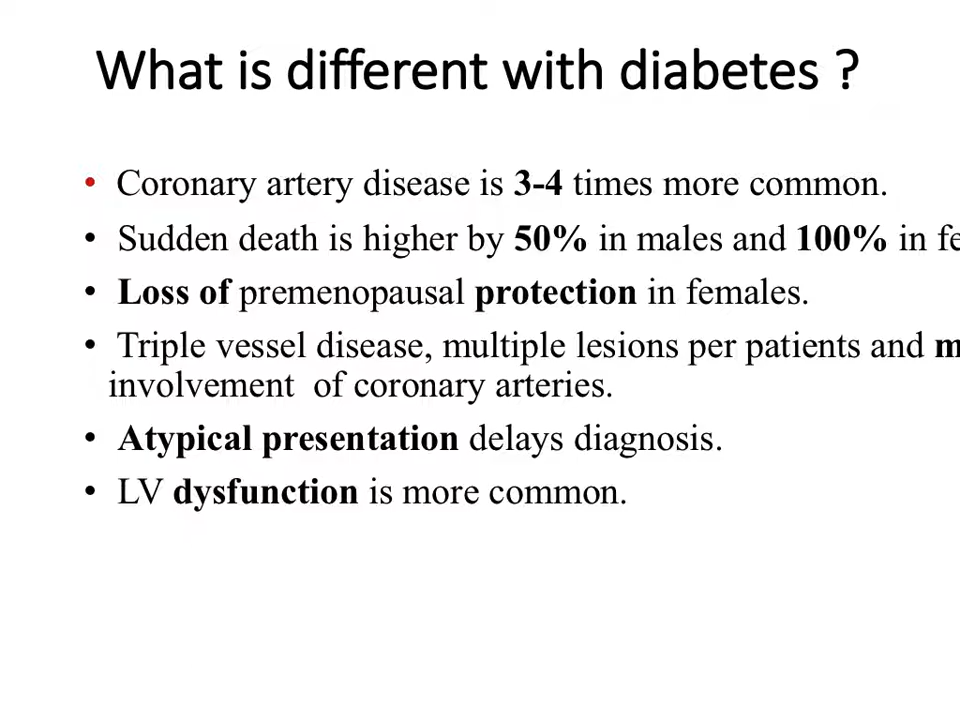 What is different with diabetes ?
• Coronary artery disease is 3-4 times more common.
• Sudden death is higher by 50% in males and 100% in
• Loss of premenopausal protection in females.
• Triple vessel disease, multiple lesions per patients and
involvement of coronary arteries.
• Atypical presentation delays diagnosis.
• LV dysfunction is more common.